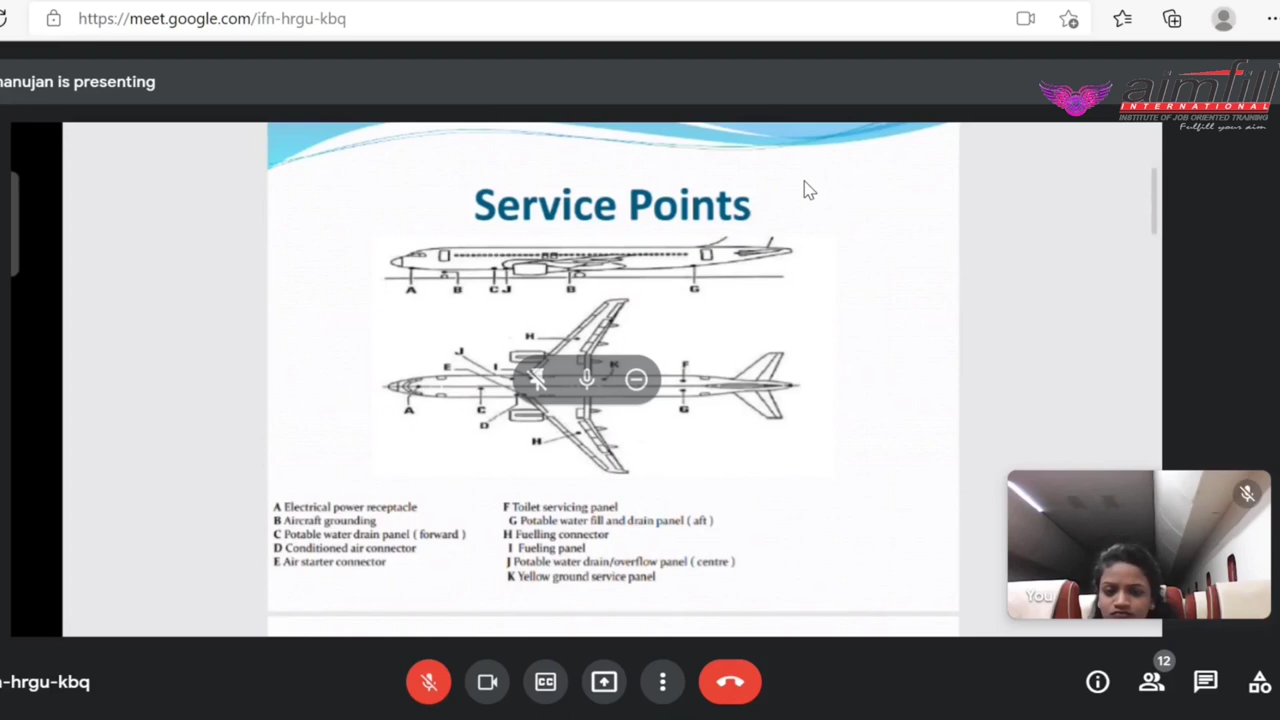 https://meet.google.com/ifn-hrgu-kbq
hanujan is presenting
aimfill
INTERNATIONAL
INSTITUTE OF JOB ORIENTED TRAINING
Fulfill your aim
Service Points
A B C J B G
H
J
E I K F
A C G
D
H
A Electrical power receptacle
B Aircraft grounding
C Potable water drain panel ( forward )
D Conditioned air connector
E Air starter connector
F Toilet servicing panel
G Potable water fill and drain panel ( aft )
H Fuelling connector
I Fueling panel
J Potable water drain/overflow panel ( centre )
K Yellow ground service panel
You
n-hrgu-kbq
CC
12